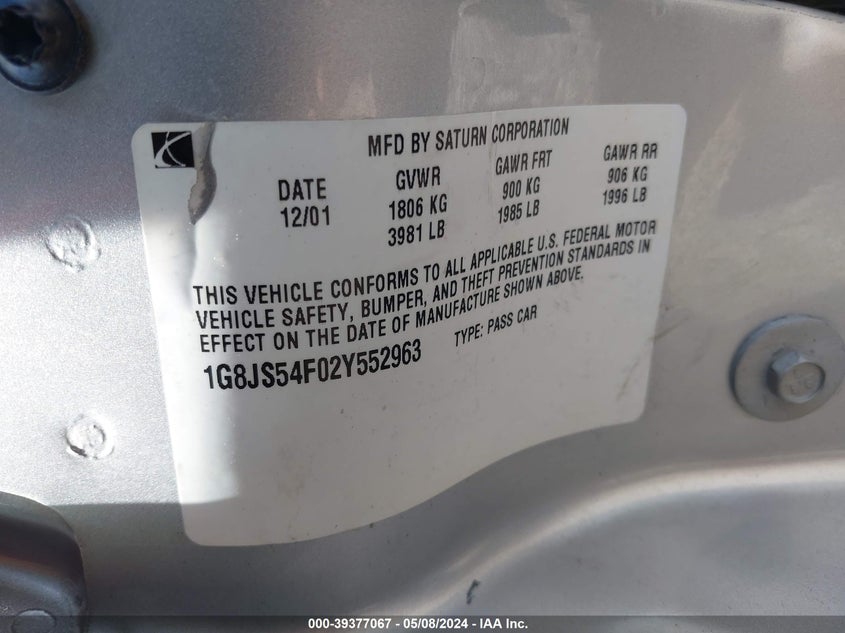 MFD BY SATURN CORPORATION
DATE GVWR GAWR FRT GAWR RR
12/01 1806 KG 900 KG 906 KG
3981 LB 1985 LB 1996 LB
THIS VEHICLE CONFORMS TO ALL APPLICABLE U.S. FEDERAL MOTOR
VEHICLE SAFETY, BUMPER, AND THEFT PREVENTION STANDARDS IN
EFFECT ON THE DATE OF MANUFACTURE SHOWN ABOVE.
1G8JS54F02Y552963 TYPE: PASS CAR
000-39377067 - 05/08/2024 - IAA Inc.